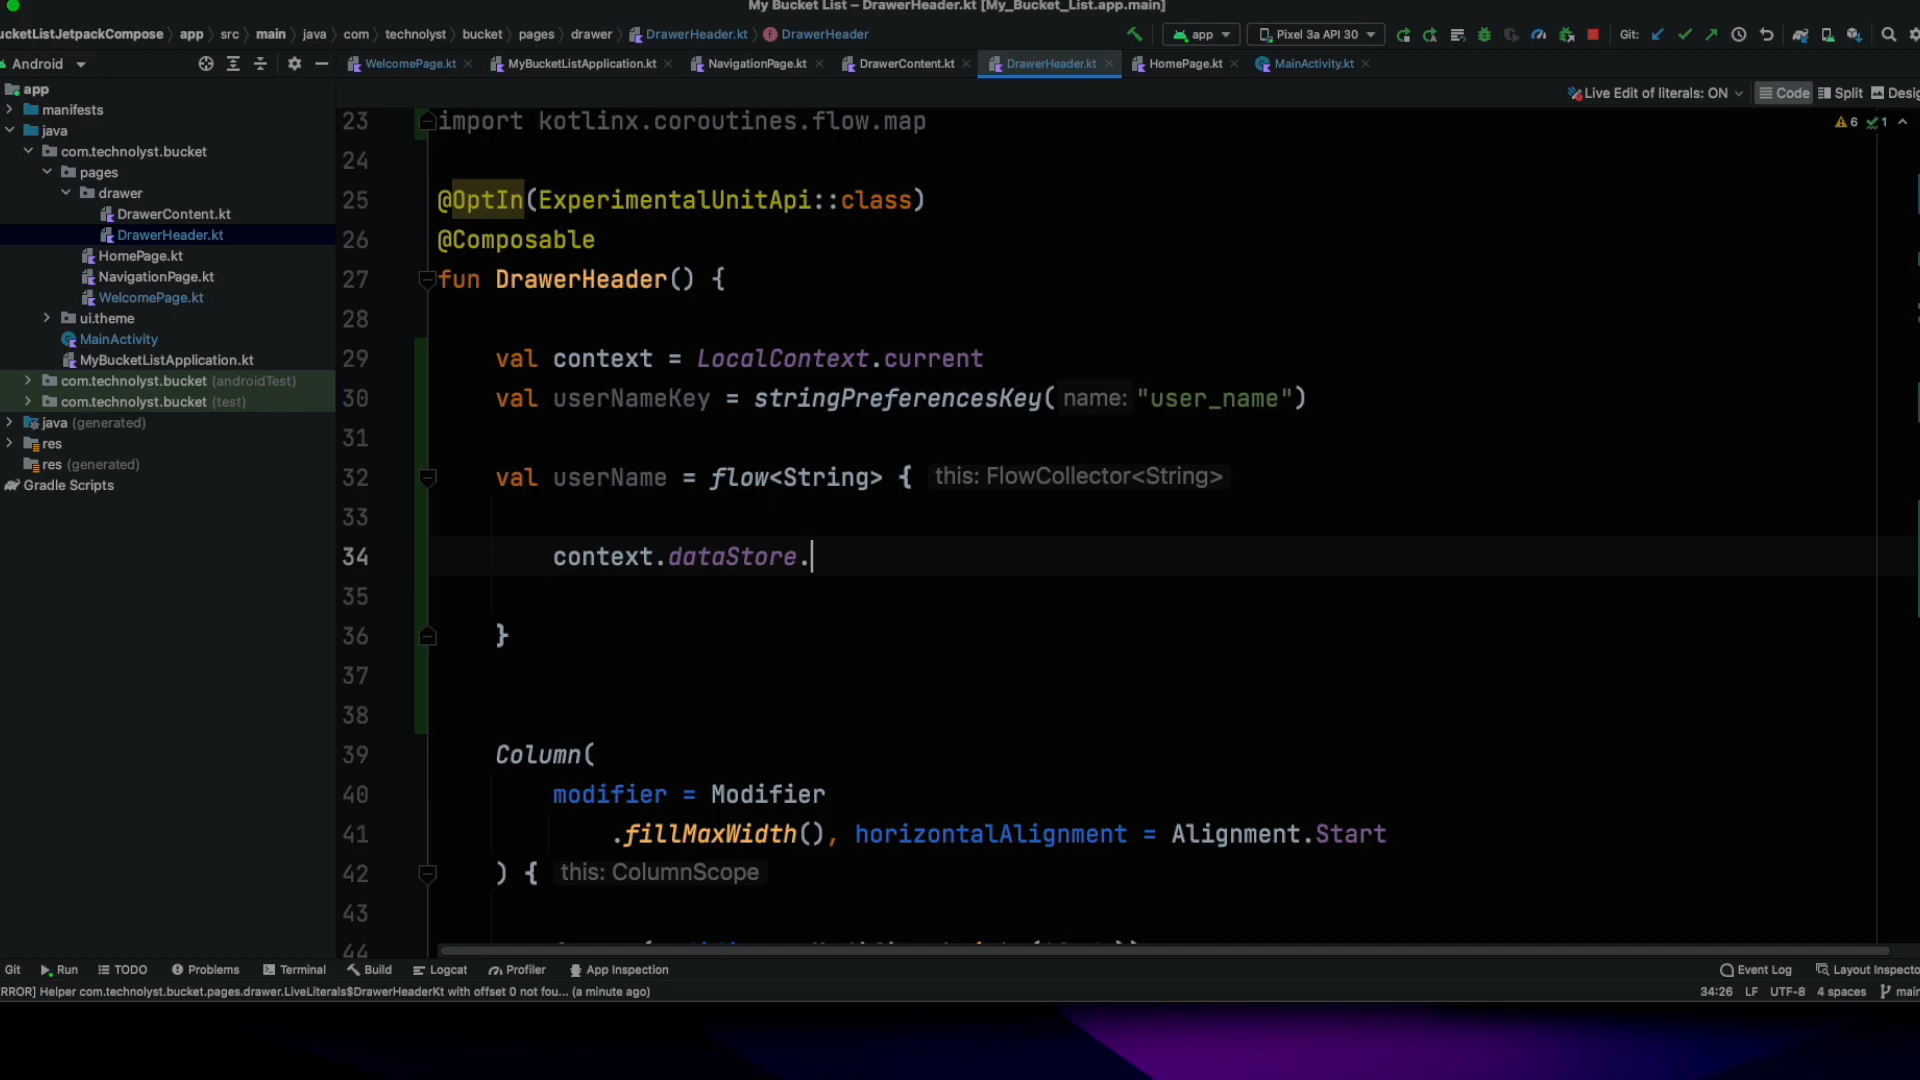 My Bucket List – DrawerHeader.kt [My_Bucket_List.app.main]
ucketListJetpackCompose app src main java com technolyst bucket pages drawer DrawerHeader.kt DrawerHeader app Pixel 3a API 30 Git:
Android WelcomePage.kt MyBucketListApplication.kt NavigationPage.kt DrawerContent.kt DrawerHeader.kt HomePage.kt MainActivity.kt
Live Edit of literals: ON Code Split Desig
app
manifests
java
com.technolyst.bucket
pages
drawer
DrawerContent.kt
DrawerHeader.kt
HomePage.kt
NavigationPage.kt
WelcomePage.kt
ui.theme
MainActivity
MyBucketListApplication.kt
com.technolyst.bucket (androidTest)
com.technolyst.bucket (test)
java (generated)
res
res (generated)
Gradle Scripts
6 1
23 import kotlinx.coroutines.flow.map
24
25 @OptIn(ExperimentalUnitApi::class)
26 @Composable
27 fun DrawerHeader() {
28
29 val context = LocalContext.current
30 val userNameKey = stringPreferencesKey( name: "user_name")
31
32 val userName = flow<String> { this: FlowCollector<String>
33
34 context.dataStore.
35
36 }
37
38
39 Column(
40 modifier = Modifier
41 .fillMaxWidth(), horizontalAlignment = Alignment.Start
42 ) { this: ColumnScope
43
44
Git Run TODO Problems Terminal Build Logcat Profiler App Inspection Event Log Layout Inspecto
RROR] Helper com.technolyst.bucket.pages.drawer.LiveLiterals$DrawerHeaderKt with offset 0 not fou... (a minute ago) 34:26 LF UTF-8 4 spaces main